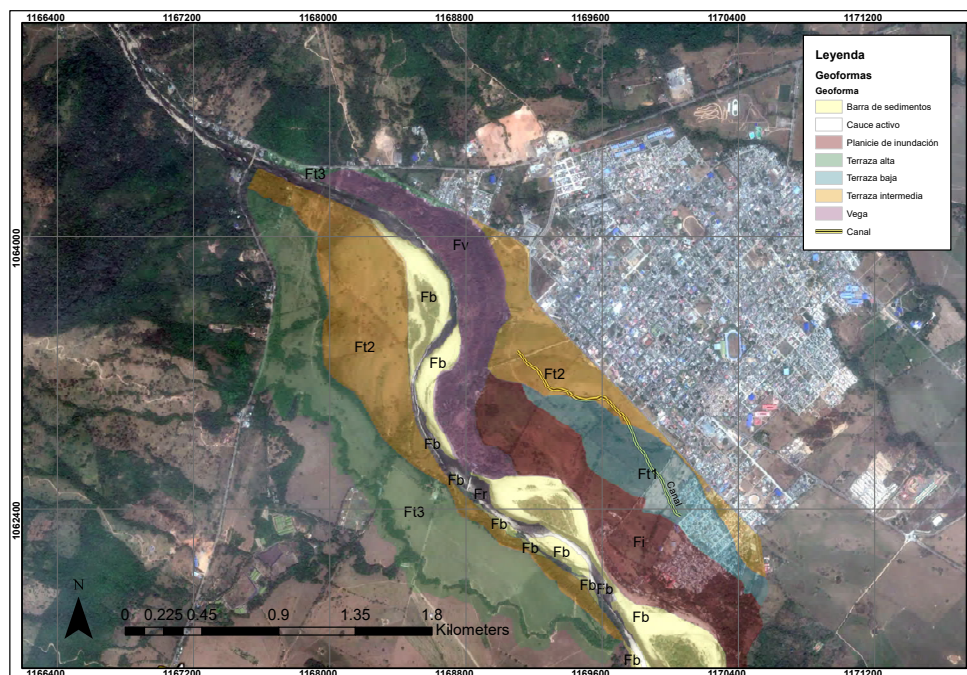 1166400 1167200 1168000 1168800 1169600 1170400 1171200
Leyenda
Geoformas
Geoforma
Barra de sedimentos
Cauce activo
Planicie de inundación
Terraza alta
Terraza baja
Terraza intermedia
Vega
Canal
Ft3
1064000
Fv
Fb
Ft2
Fb
Ft2
Fb
Fb
Ft1
Canal
Fr
Ft3
1062400
Fb
Fi
Fb
Fb
Fb
Fb
Fb
N
0 0.225 0.45 0.9 1.35 1.8
Kilometers
Fb
1166400 1167200 1168000 1168800 1169600 1170400 1171200